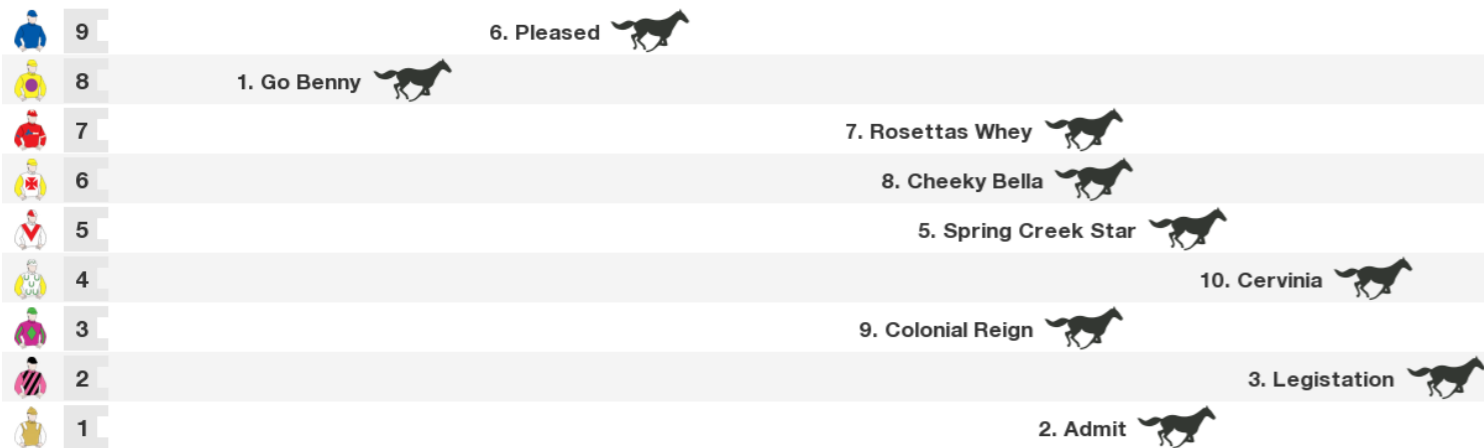 9 6. Pleased
8 1. Go Benny
7 7. Rosettas Whey
6 8. Cheeky Bella
5 5. Spring Creek Star
4 10. Cervinia
3 9. Colonial Reign
2 3. Legistation
1 2. Admit